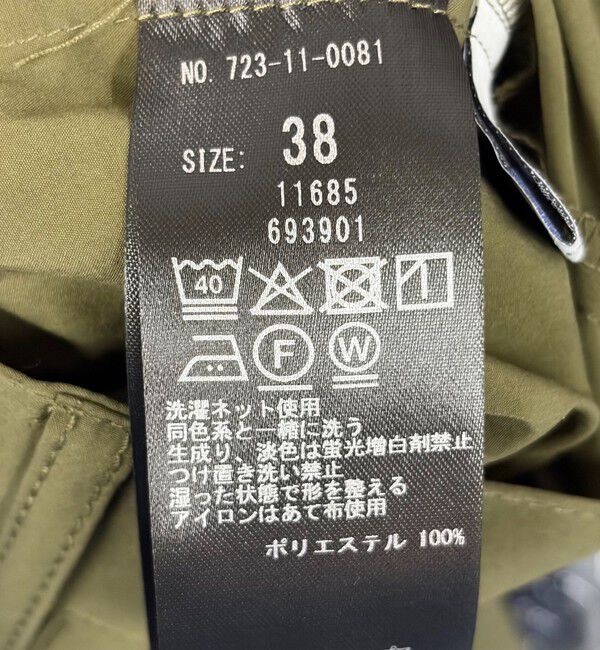 NO. 723-11-0081
SIZE: 38
11685
693901
40
F W
洗濯ネット使用
同色系と一緒に洗う
生成り、淡色は蛍光増白剤禁止
つけ置き洗い禁止
湿った状態で形を整える
アイロンはあて布使用
ポリエステル 100%